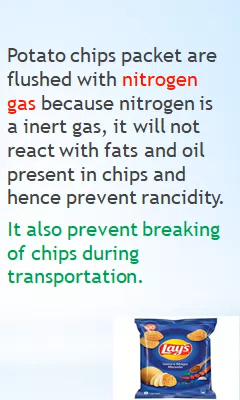 Potato chips packet are
flushed with nitrogen
gas because nitrogen is
a inert gas, it will not
react with fats and oil
present in chips and
hence prevent rancidity.
It also prevent breaking
of chips during
transportation.
Lay's